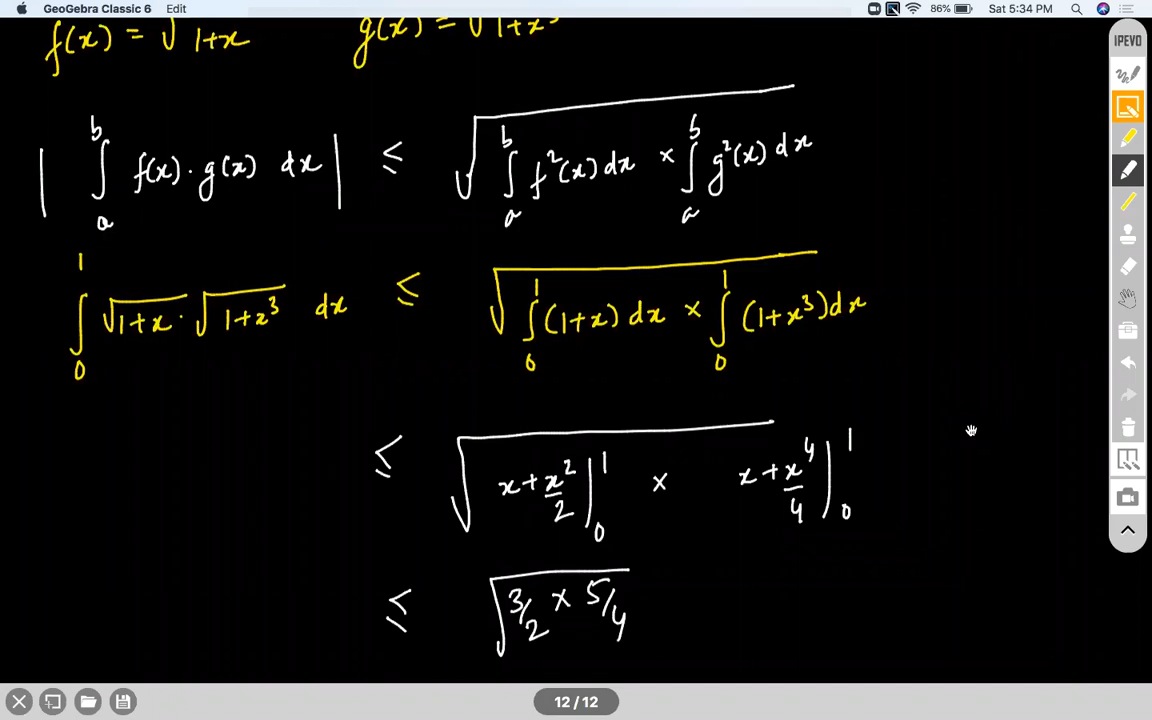 GeoGebra Classic 6 Edit 86% Sat 5:34 PM
IPEVO
f(x) = √1+x g(x) = √1+x³
| ∫ₐᵇ f(x) · g(x) dx | ≤ √∫ₐᵇ f²(x) dx × ∫ₐᵇ g²(x) dx
∫₀¹ √1+x · √1+x³ dx ≤ √∫₀¹ (1+x) dx × ∫₀¹ (1+x³) dx
≤ √x + x²/2 |₀¹ × x + x⁴/4 |₀¹
≤ √3/2 × 5/4
12 / 12